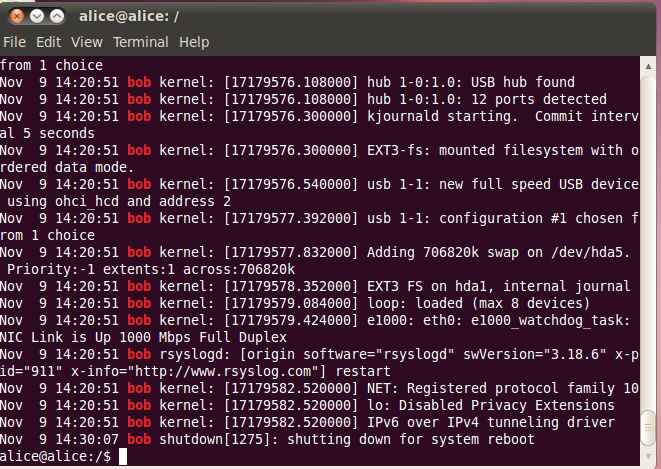 alice@alice: /
File Edit View Terminal Help
from 1 choice
Nov  9 14:20:51 bob kernel: [17179576.108000] hub 1-0:1.0: USB hub found
Nov  9 14:20:51 bob kernel: [17179576.108000] hub 1-0:1.0: 12 ports detected
Nov  9 14:20:51 bob kernel: [17179576.300000] kjournald starting.  Commit interv
al 5 seconds
Nov  9 14:20:51 bob kernel: [17179576.300000] EXT3-fs: mounted filesystem with o
rdered data mode.
Nov  9 14:20:51 bob kernel: [17179576.540000] usb 1-1: new full speed USB device
 using ohci_hcd and address 2
Nov  9 14:20:51 bob kernel: [17179577.392000] usb 1-1: configuration #1 chosen f
rom 1 choice
Nov  9 14:20:51 bob kernel: [17179577.832000] Adding 706820k swap on /dev/hda5.
 Priority:-1 extents:1 across:706820k
Nov  9 14:20:51 bob kernel: [17179578.352000] EXT3 FS on hda1, internal journal
Nov  9 14:20:51 bob kernel: [17179579.084000] loop: loaded (max 8 devices)
Nov  9 14:20:51 bob kernel: [17179579.424000] e1000: eth0: e1000_watchdog_task:
NIC Link is Up 1000 Mbps Full Duplex
Nov  9 14:20:51 bob rsyslogd: [origin software="rsyslogd" swVersion="3.18.6" x-p
id="911" x-info="http://www.rsyslog.com"] restart
Nov  9 14:20:51 bob kernel: [17179582.520000] NET: Registered protocol family 10
Nov  9 14:20:51 bob kernel: [17179582.520000] lo: Disabled Privacy Extensions
Nov  9 14:20:51 bob kernel: [17179582.520000] IPv6 over IPv4 tunneling driver
Nov  9 14:30:07 bob shutdown[1275]: shutting down for system reboot
alice@alice:/$